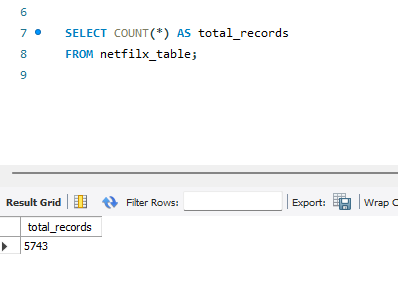 6
7 SELECT COUNT(*) AS total_records
8 FROM netfilx_table;
9
Result Grid Filter Rows: Export: Wrap C
total_records
5743